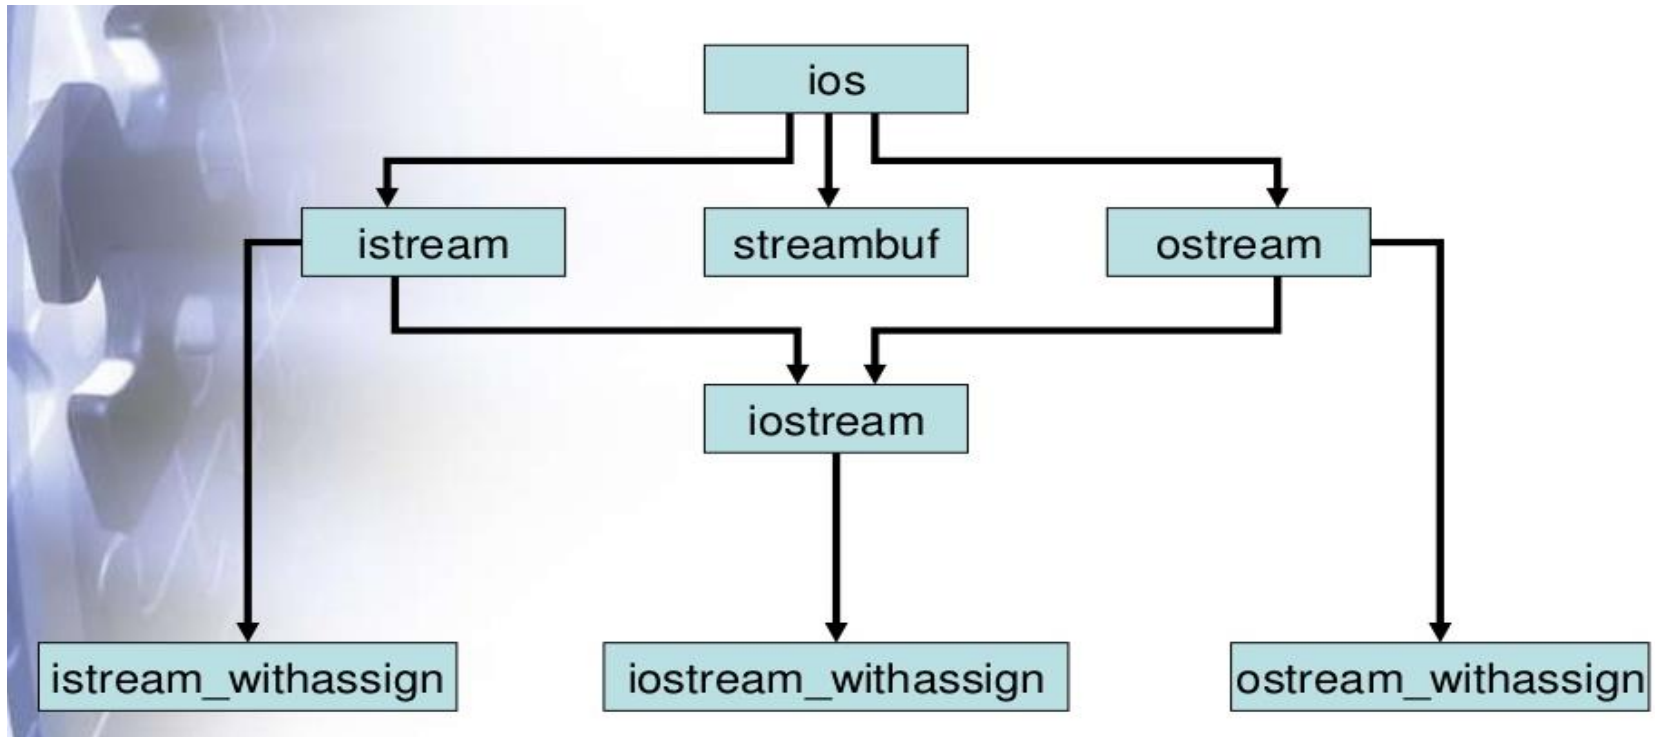 ios
istream
streambuf
ostream
iostream
istream_withassign
iostream_withassign
ostream_withassign